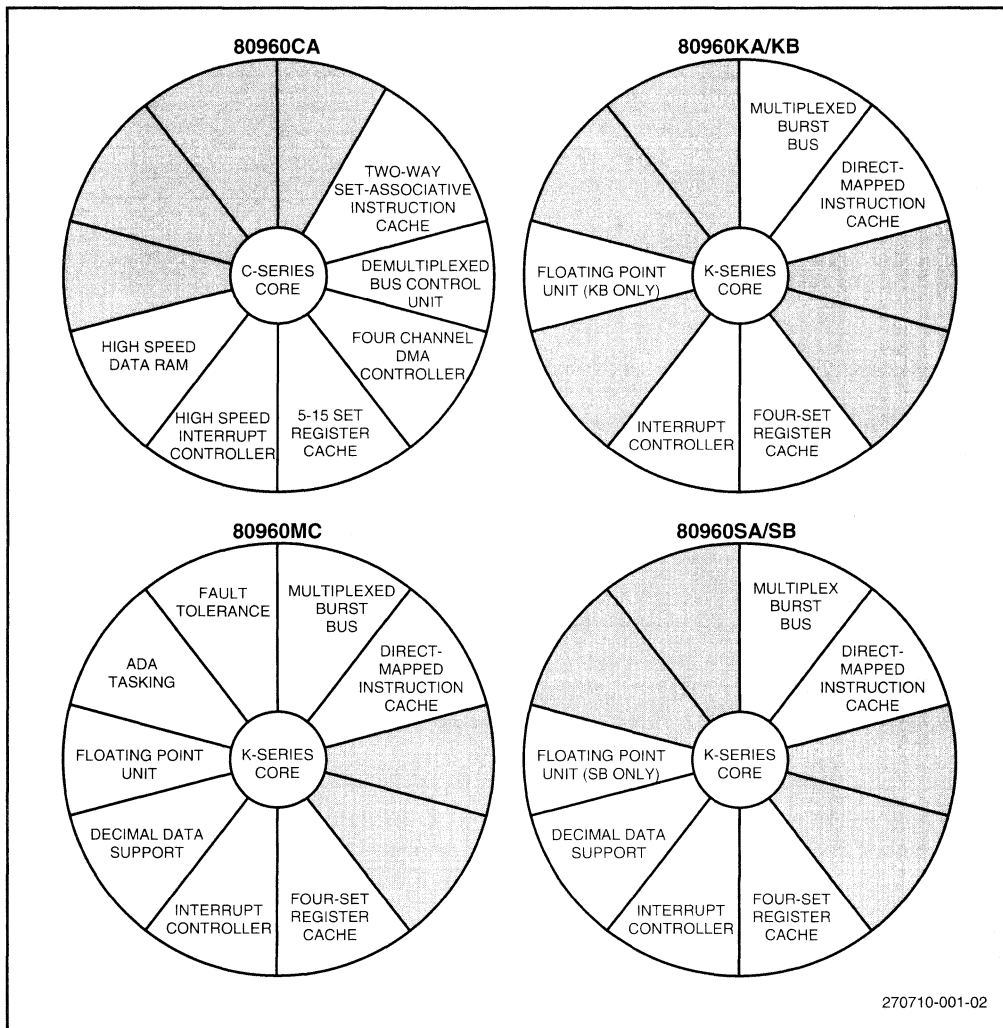 80960CA
TWO-WAY
SET-ASSOCIATIVE
INSTRUCTION
CACHE
DEMULTIPLEXED
BUS CONTROL
UNIT
FOUR CHANNEL
DMA
CONTROLLER
5-15 SET
REGISTER
CACHE
HIGH SPEED
INTERRUPT
CONTROLLER
HIGH SPEED
DATA RAM
C-SERIES
CORE
80960KA/KB
MULTIPLEXED
BURST
BUS
DIRECT-
MAPPED
INSTRUCTION
CACHE
FOUR-SET
REGISTER
CACHE
INTERRUPT
CONTROLLER
FLOATING POINT
UNIT (KB ONLY)
K-SERIES
CORE
80960MC
FAULT
TOLERANCE
MULTIPLEXED
BURST
BUS
DIRECT-
MAPPED
INSTRUCTION
CACHE
FOUR-SET
REGISTER
CACHE
INTERRUPT
CONTROLLER
DECIMAL DATA
SUPPORT
FLOATING POINT
UNIT
ADA
TASKING
K-SERIES
CORE
80960SA/SB
MULTIPLEX
BURST
BUS
DIRECT-
MAPPED
INSTRUCTION
CACHE
FOUR-SET
REGISTER
CACHE
INTERRUPT
CONTROLLER
DECIMAL DATA
SUPPORT
FLOATING POINT
UNIT (SB ONLY)
K-SERIES
CORE
270710-001-02